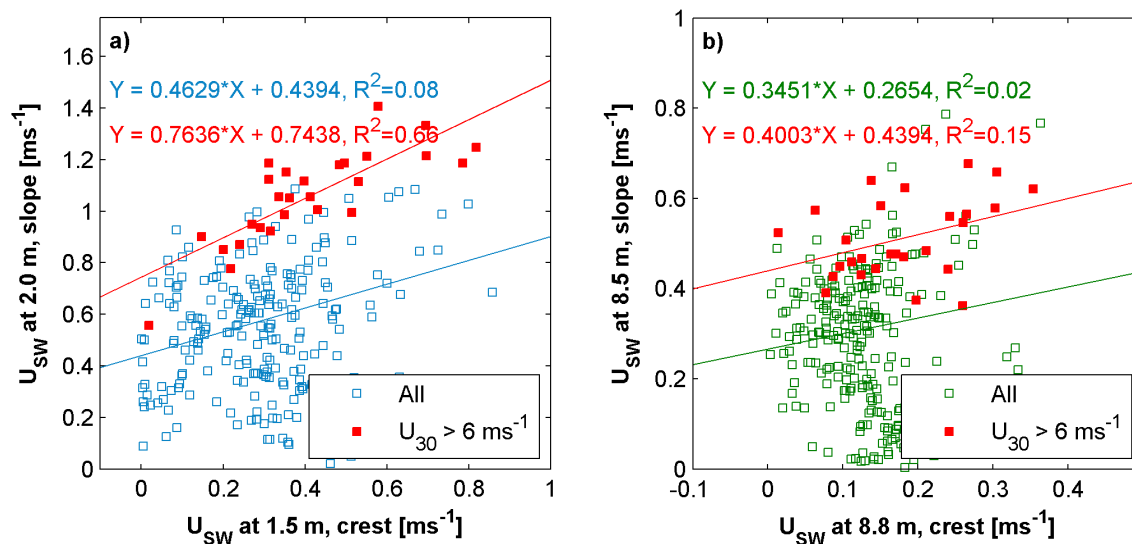 a)
Y = 0.4629*X + 0.4394, R²=0.08
Y = 0.7636*X + 0.7438, R²=0.66
1.6
1.4
1.2
1
0.8
0.6
0.4
0.2
0
U_SW at 2.0 m, slope [ms⁻¹]
All
U₃₀ > 6 ms⁻¹
0 0.2 0.4 0.6 0.8 1
U_SW at 1.5 m, crest [ms⁻¹]
b)
Y = 0.3451*X + 0.2654, R²=0.02
Y = 0.4003*X + 0.4394, R²=0.15
1
0.8
0.6
0.4
0.2
0
U_SW at 8.5 m, slope [ms⁻¹]
All
U₃₀ > 6 ms⁻¹
-0.1 0 0.1 0.2 0.3 0.4
U_SW at 8.8 m, crest [ms⁻¹]